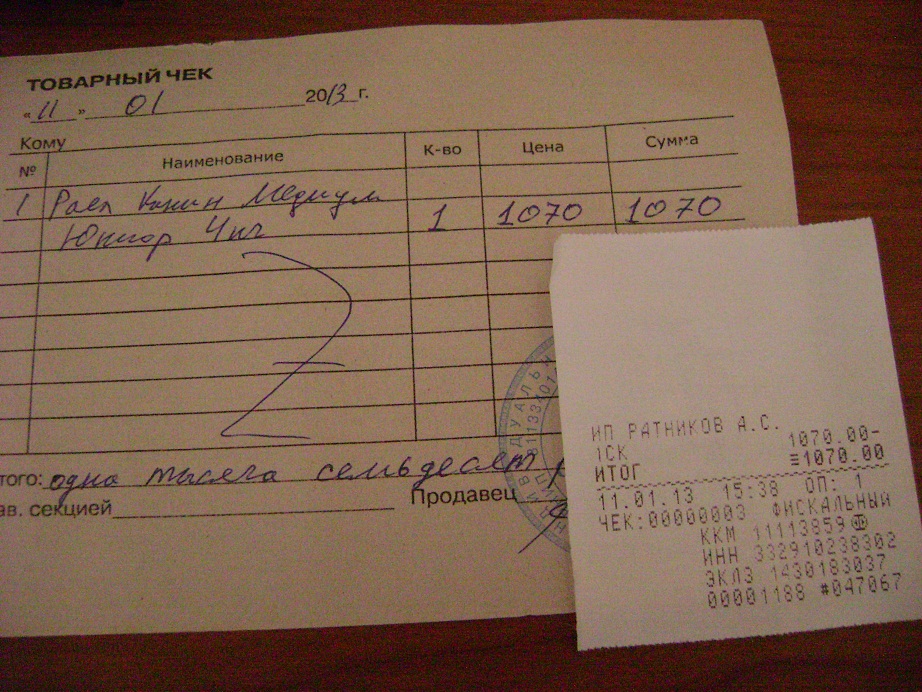 ТОВАРНЫЙ ЧЕК
«11» 01 2013 г.
Кому
№ Наименование К-во Цена Сумма
1 Роял Канин Медиум
Юниор 4кг 1 1070 1070
того: одна тысяча семьдесят
ав. секцией Продавец
ИП РАТНИКОВ А.С.
1СК 1070.00-
ИТОГ ≡1070.00
11.01.13 15:38 ОП: 1
ЧЕК:00000003 ФИСКАЛЬНЫЙ
ККМ 11113859
ИНН 332910238302
ЭКЛЗ 1430183037
00001188 #047067